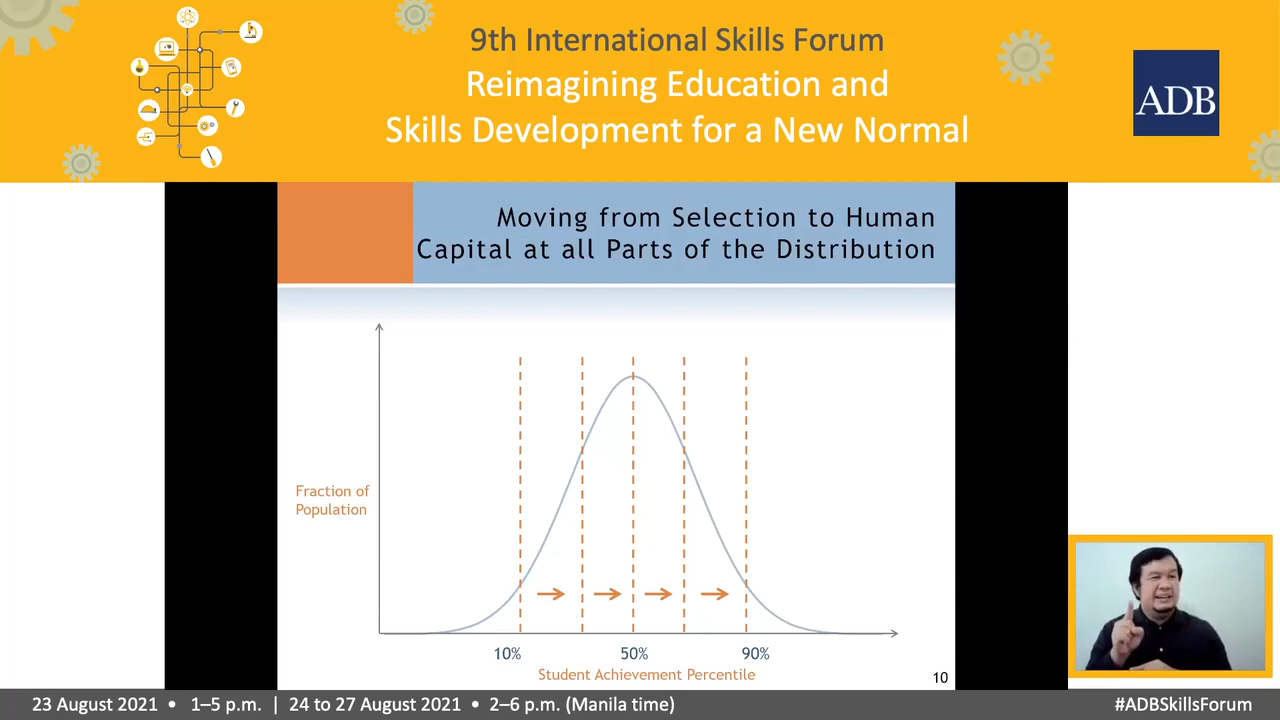 9th International Skills Forum
Reimagining Education and
Skills Development for a New Normal
ADB
Moving from Selection to Human
Capital at all Parts of the Distribution
Fraction of
Population
10% 50% 90%
Student Achievement Percentile
10
23 August 2021 • 1–5 p.m. | 24 to 27 August 2021 • 2–6 p.m. (Manila time)
#ADBSkillsForum